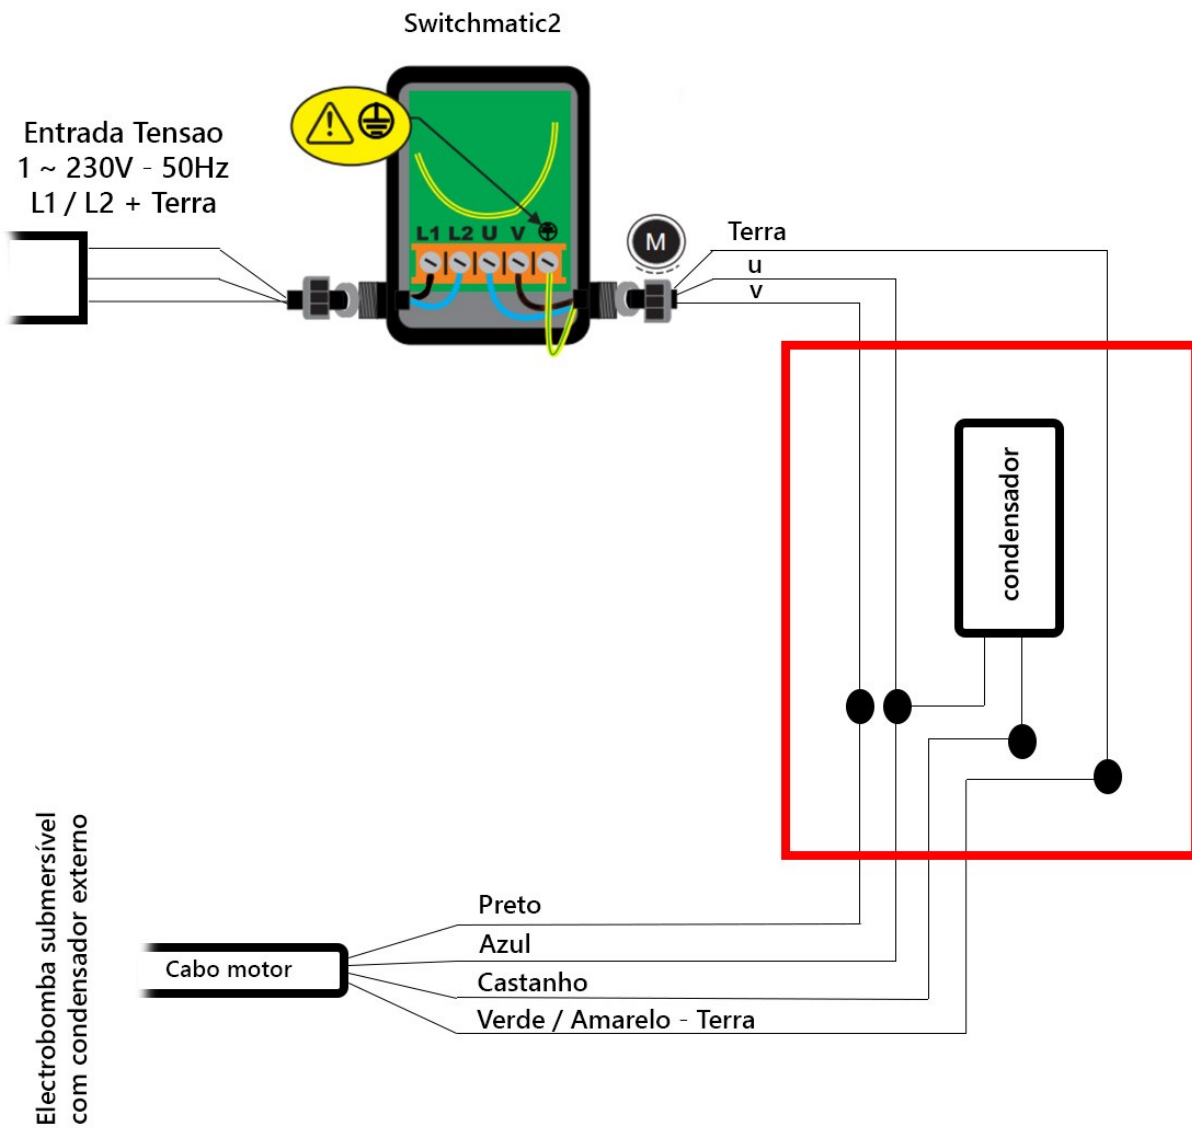 Switchmatic2
Entrada Tensao
1 ~ 230V - 50Hz
L1 / L2 + Terra
L1 L2 U V
M
Terra
u
v
condensador
Electrobomba submersível
com condensador externo
Cabo motor
Preto
Azul
Castanho
Verde / Amarelo - Terra